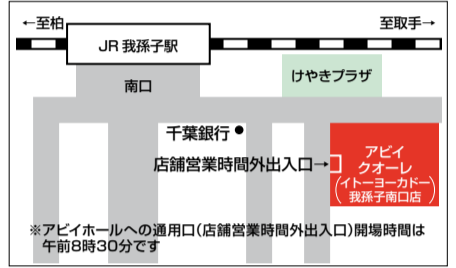 ←至柏
至取手→
JR 我孫子駅
南口
けやきプラザ
千葉銀行
店舗営業時間外出入口→
アビイ
クオーレ
(イトーヨーカドー
我孫子南口店)
※アビイホールへの通用口(店舗営業時間外出入口)開場時間は
午前8時30分です